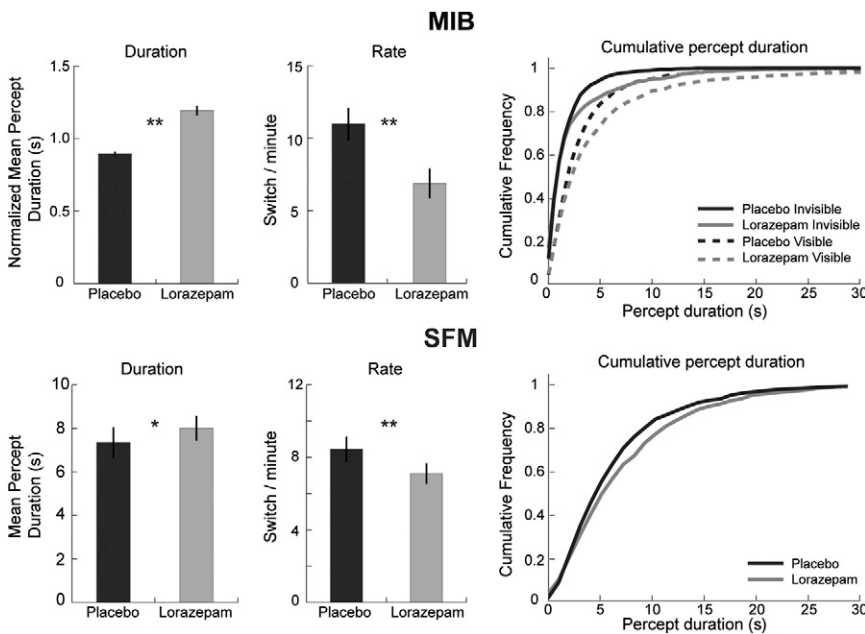 MIB
Duration
Normalized Mean Percept
Duration (s)
1.5
1.0
0.5
0
**
Placebo
Lorazepam
Rate
Switch / minute
15
10
5
0
**
Placebo
Lorazepam
Cumulative percept duration
Cumulative Frequency
1
0.8
0.6
0.4
0.2
0
Placebo Invisible
Lorazepam Invisible
Placebo Visible
Lorazepam Visible
0 5 10 15 20 25 30
Percept duration (s)
SFM
Duration
Mean Percept
Duration (s)
10
8
6
4
2
0
*
Placebo
Lorazepam
Rate
Switch / minute
12
8
4
0
**
Placebo
Lorazepam
Cumulative percept duration
Cumulative Frequency
1
0.8
0.6
0.4
0.2
0
Placebo
Lorazepam
0 5 10 15 20 25 30
Percept duration (s)